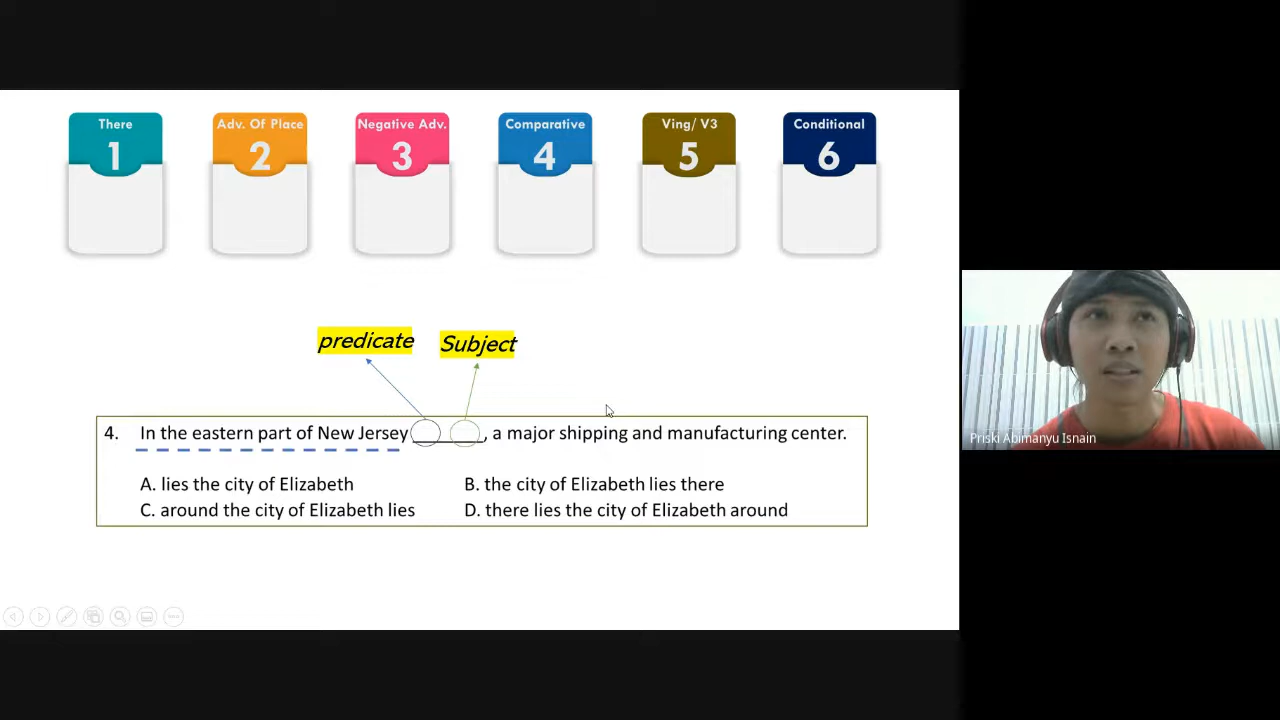 There
1
Adv. Of Place
2
Negative Adv.
3
Comparative
4
Ving/ V3
5
Conditional
6
predicate
Subject
4. In the eastern part of New Jersey ______, a major shipping and manufacturing center.
A. lies the city of Elizabeth
B. the city of Elizabeth lies there
C. around the city of Elizabeth lies
D. there lies the city of Elizabeth around
Priski Abimanyu Isnain